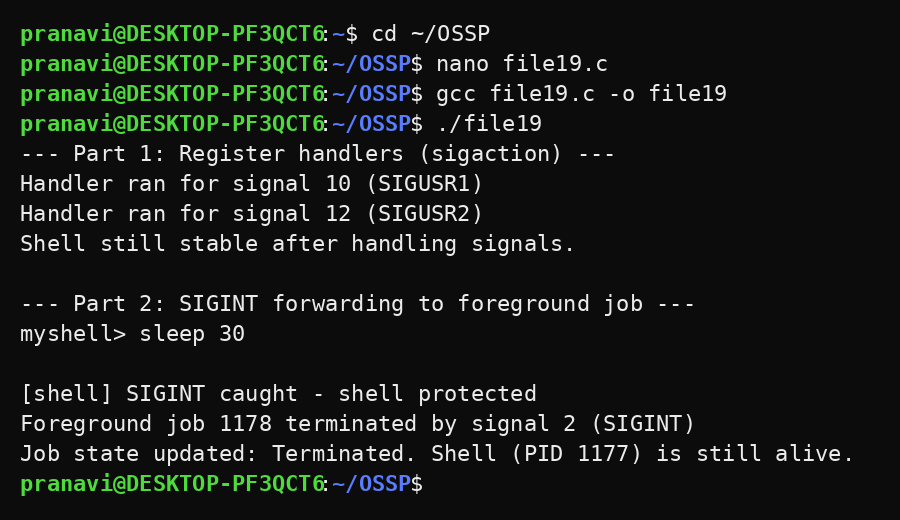 pranavi@DESKTOP-PF3QCT6:~$ cd ~/OSSP
pranavi@DESKTOP-PF3QCT6:~/OSSP$ nano file19.c
pranavi@DESKTOP-PF3QCT6:~/OSSP$ gcc file19.c -o file19
pranavi@DESKTOP-PF3QCT6:~/OSSP$ ./file19
--- Part 1: Register handlers (sigaction) ---
Handler ran for signal 10 (SIGUSR1)
Handler ran for signal 12 (SIGUSR2)
Shell still stable after handling signals.
--- Part 2: SIGINT forwarding to foreground job ---
myshell> sleep 30
[shell] SIGINT caught - shell protected
Foreground job 1178 terminated by signal 2 (SIGINT)
Job state updated: Terminated. Shell (PID 1177) is still alive.
pranavi@DESKTOP-PF3QCT6:~/OSSP$